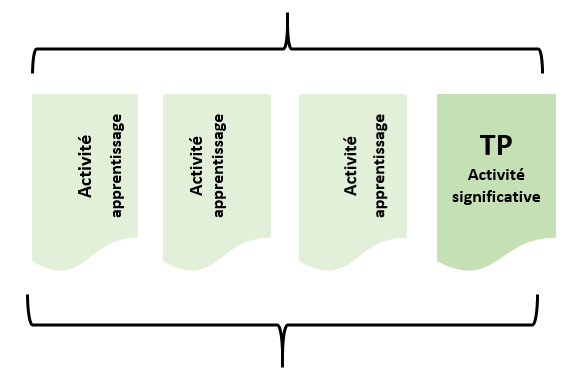 Activité
apprentissage
Activité
apprentissage
Activité
apprentissage
TP
Activité
significative